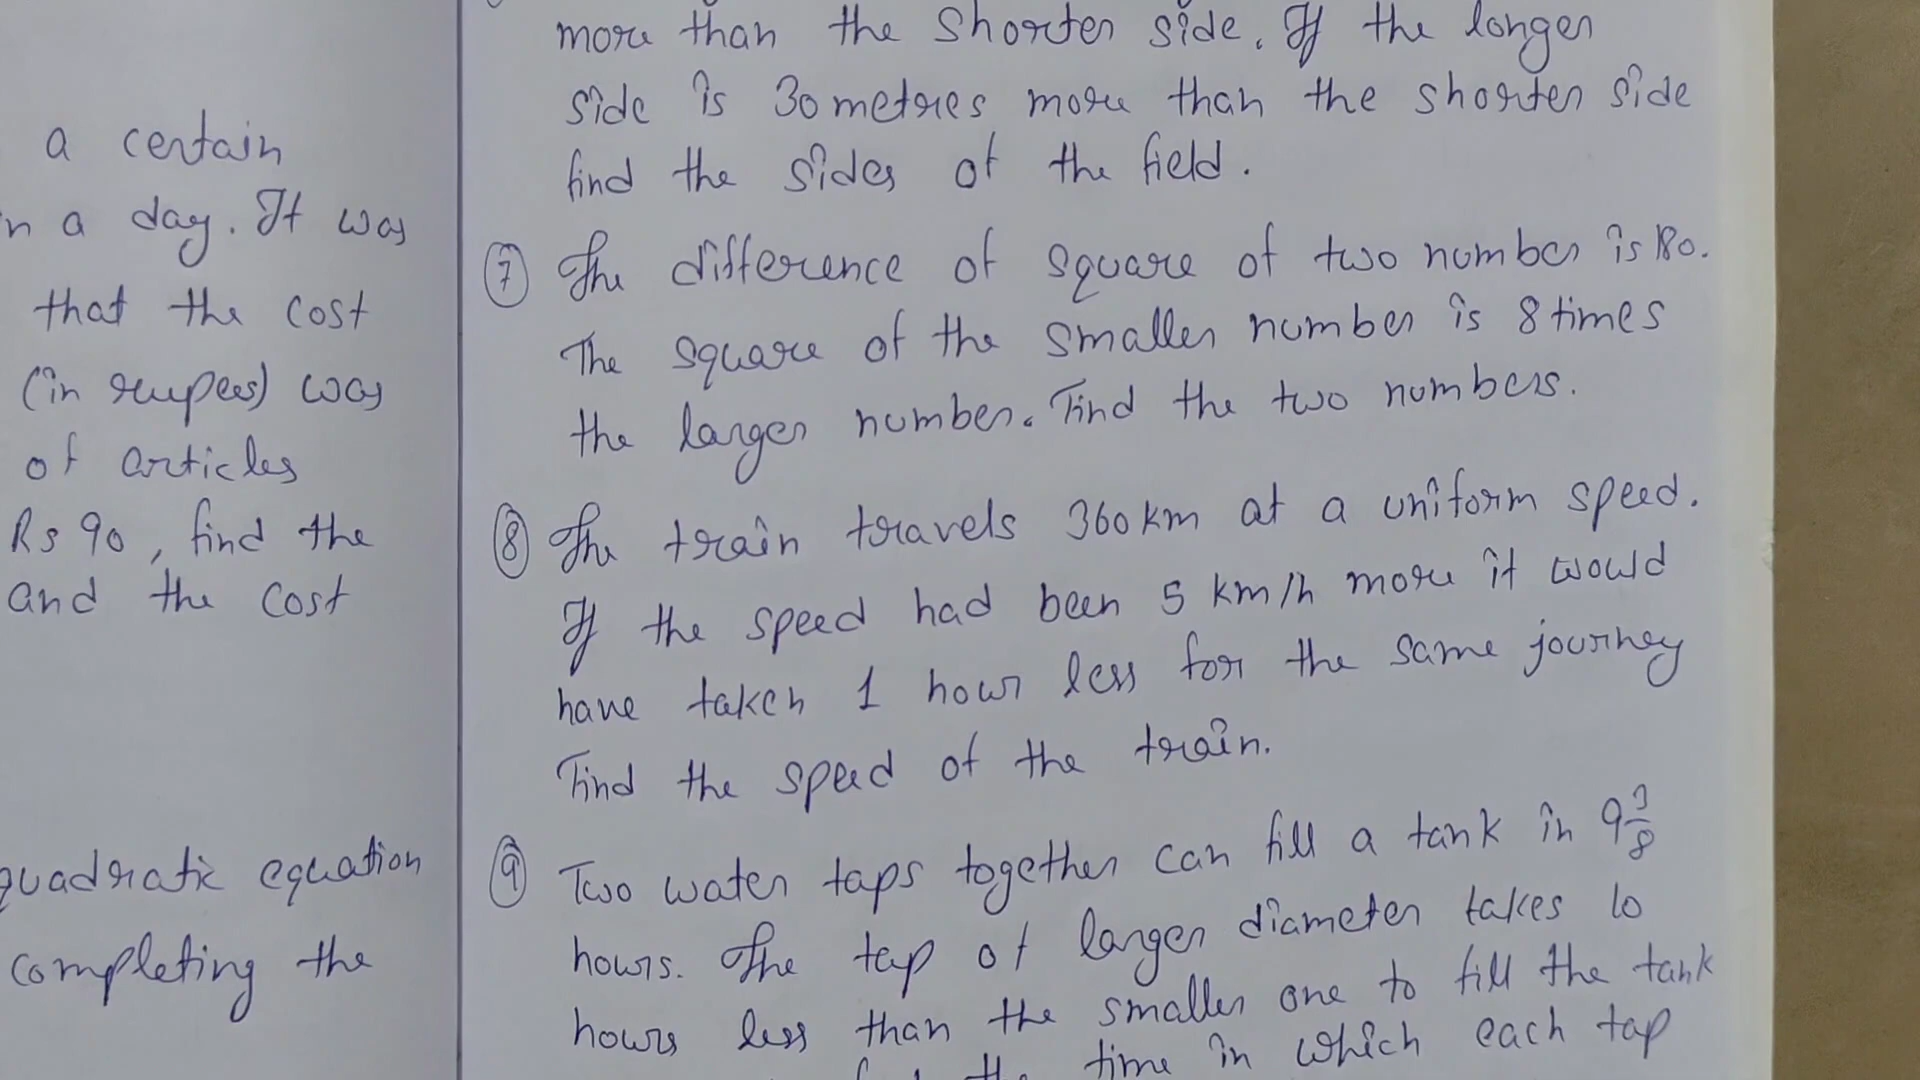 a certain
n a day. It was
that the cost
(in rupees) was
of articles
Rs 90, find the
and the cost
quadratic equation
completing the
more than the shorter side. If the longer
side is 30 metres more than the shorter side
find the sides of the field.
7 The difference of square of two number is 180.
The square of the smaller number is 8 times
the larger number. Find the two numbers.
8 The train travels 360 km at a uniform speed.
If the speed had been 5 km/h more it would
have taken 1 hour less for the same journey
Find the speed of the train.
9 Two water taps together can fill a tank in 9 3/8
hours. The tap of larger diameter takes 10
hours less than the smaller one to fill the tank
the time in which each tap